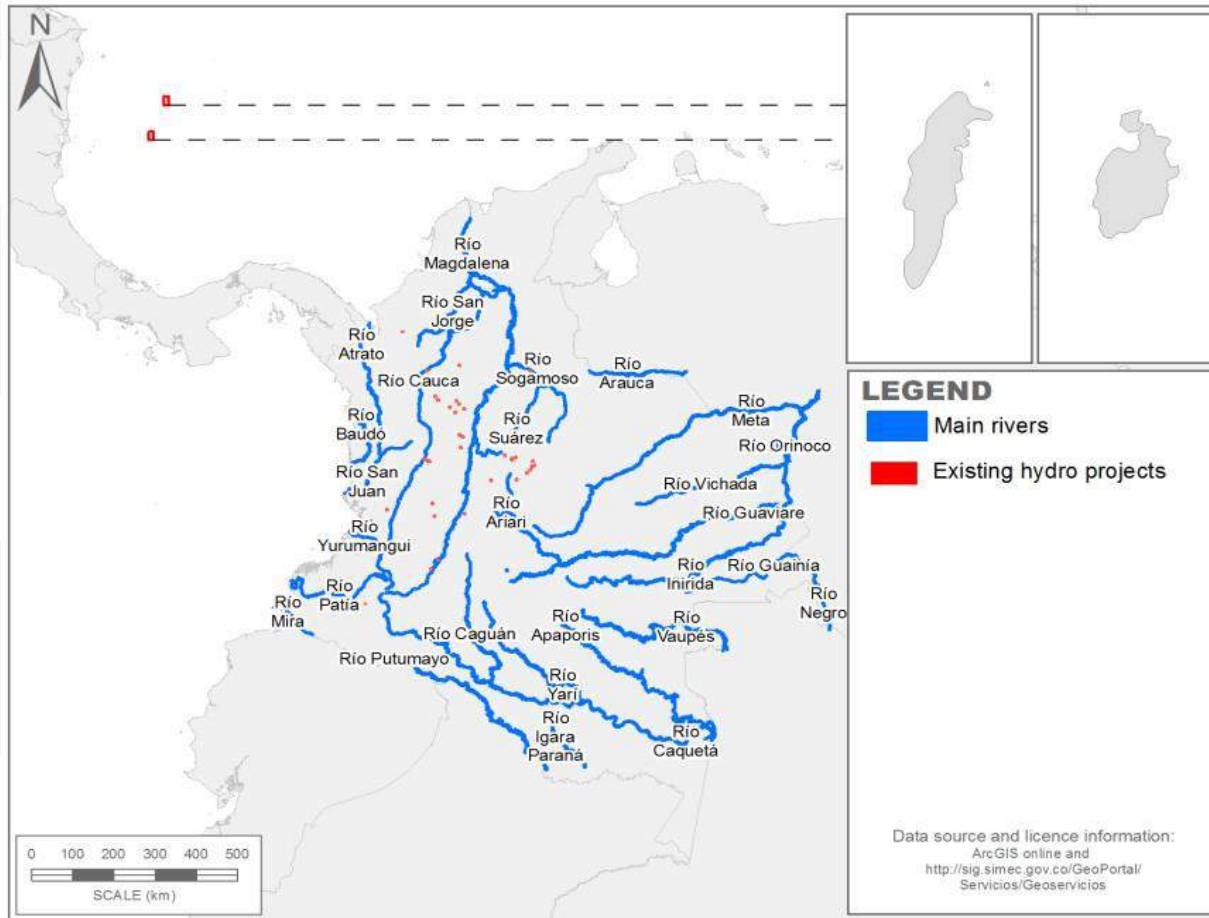 N
Río
Magdalena
Río San
Jorge
Río
Atrato
Río Cauca
Río
Sogamoso
Río
Arauca
Río
Meta
Río
Baudó
Río
Suárez
Río Orinoco
Río San
Juan
Río Vichada
Río
Ariari
Río Guaviare
Río
Yurumangui
Río
Inirida
Río Guainía
Río
Patía
Río
Mira
Río
Negro
Río Caguán
Río
Apaporis
Río
Vaupés
Río Putumayo
Río
Yarí
Río
Igara
Paraná
Río
Caquetá
0 100 200 300 400 500
SCALE (km)
LEGEND
Main rivers
Existing hydro projects
Data source and licence information:
ArcGIS online and
http://sig.simec.gov.co/GeoPortal/
Servicios/Geoservicios